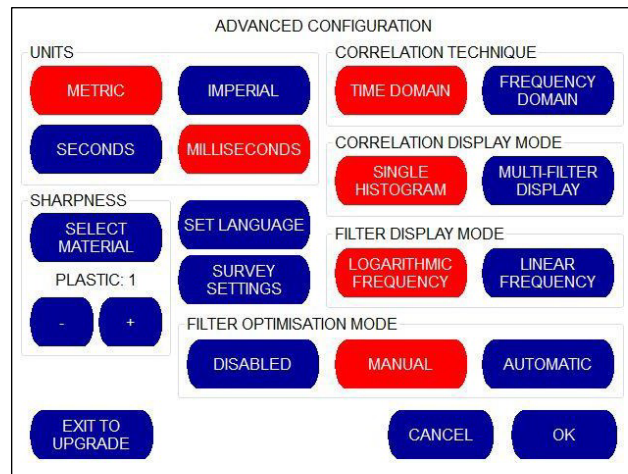 ADVANCED CONFIGURATION
UNITS
METRIC
IMPERIAL
SECONDS
MILLISECONDS
CORRELATION TECHNIQUE
TIME DOMAIN
FREQUENCY
DOMAIN
CORRELATION DISPLAY MODE
SINGLE
HISTOGRAM
MULTI-FILTER
DISPLAY
SHARPNESS
SELECT
MATERIAL
PLASTIC: 1
-
+
SET LANGUAGE
SURVEY
SETTINGS
FILTER DISPLAY MODE
LOGARITHMIC
FREQUENCY
LINEAR
FREQUENCY
FILTER OPTIMISATION MODE
DISABLED
MANUAL
AUTOMATIC
EXIT TO
UPGRADE
CANCEL
OK